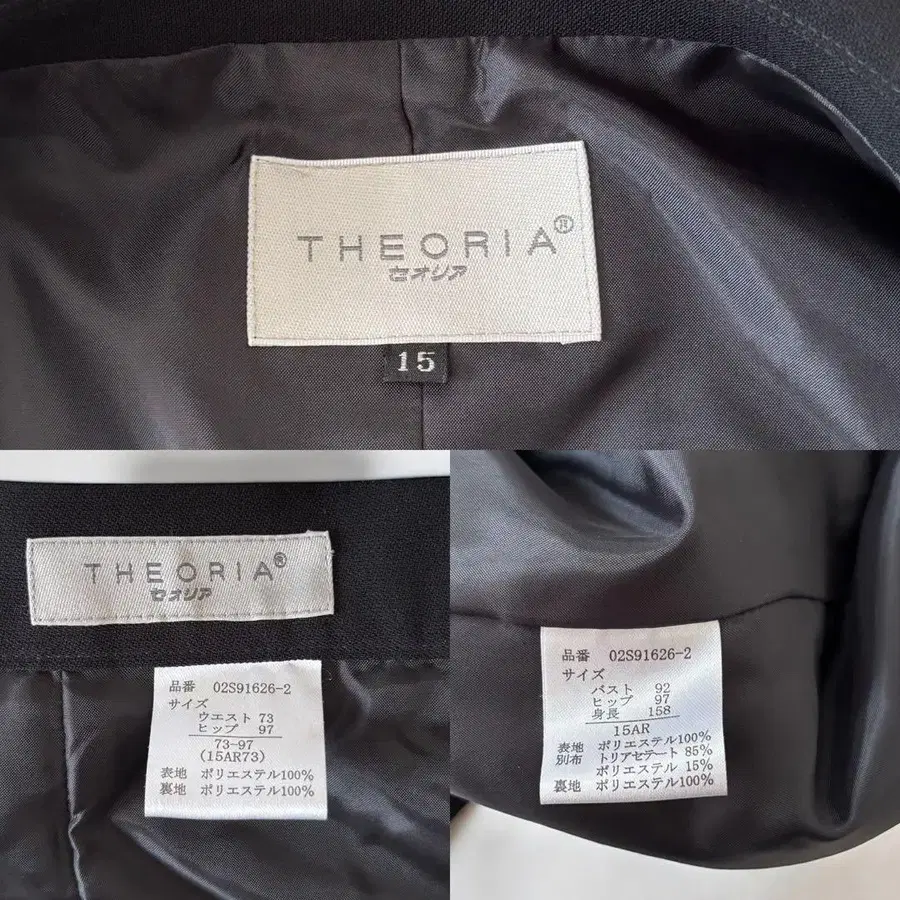 THEORIA®
セオリア
15
THEORIA®
セオリア
品番 02S91626-2
サイズ
ウエスト 73
ヒップ 97
73-97
(15AR73)
表地 ポリエステル100%
裏地 ポリエステル100%
品番 02S91626-2
サイズ
バスト 92
ヒップ 97
身長 158
15AR
表地 ポリエステル100%
別布 トリアセテート 85%
ポリエステル 15%
裏地 ポリエステル100%